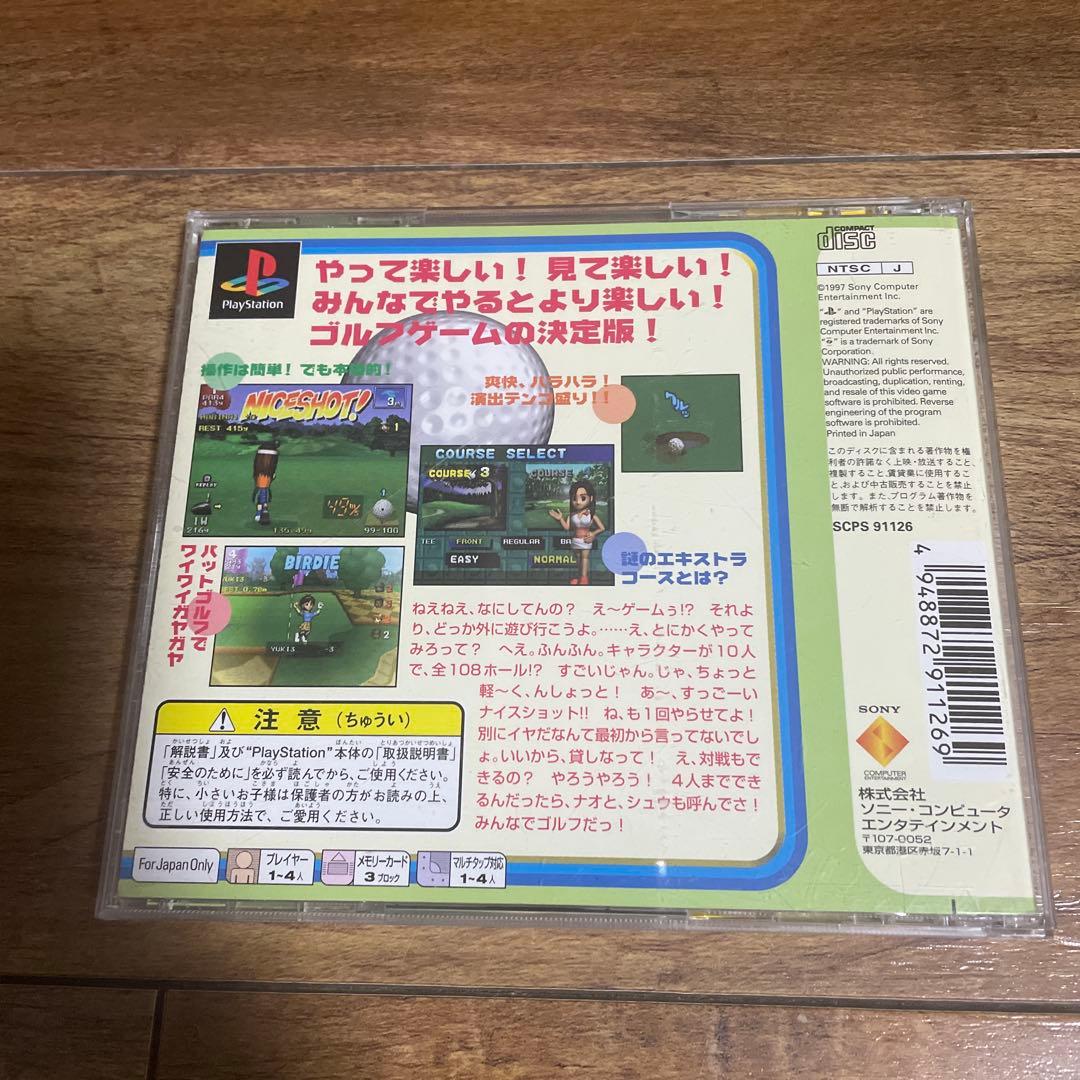 PlayStation
やって楽しい！ 見て楽しい！
みんなでやるとより楽しい！
ゴルフゲームの決定版！
操作は簡単！でも本格的！
PAR4
413y
REST 415y
NICESHOT!
1
REPLAY
1W
216y
135-49y
49%
1
99-100
爽快、ハラハラ！
演出テンコ盛り！！
COURSE SELECT
COURSE 3
COURSE
TEE FRONT REGULAR BA
EASY NORMAL
謎のエキストラ
コースとは？
パットゴルフで
ワイワイガヤガヤ
4
YUKI3 -3
BIRDIE
2
YUKI3 -3
ねえねえ、なにしてんの？ え〜ゲームぅ!? それよ
り、どっか外に遊び行こうよ。……え、とにかくやって
みろって？ へえ。ふんふん。キャラクターが10人
で、全108ホール!? すごいじゃん。じゃ、ちょっと
軽〜く、んしょっと！ あ〜、すっごーい
ナイスショット!! ね、も1回やらせてよ！
別にイヤだなんて最初から言ってないでし
ょ。いいから、貸しなって！ え、対戦もで
きるの？ やろうやろう！ 4人までできる
んだったら、ナオと、シュウも呼んでさ！
みんなでゴルフだっ！
注意（ちゅうい）
「解説書」及び“PlayStation”本体の「取扱説明書」
「安全のために」を必ず読んでから、ご使用ください。
特に、小さいお子様は保護者の方がお読みの上、
正しい使用方法で、ご愛用ください。
For Japan Only
プレイヤー
1~4人
メモリーカード
3ブロック
マルチタップ対応
1~4人
COMPACT
disc
NTSC J
©1997 Sony Computer
Entertainment Inc.
" " and "PlayStation" are
registered trademarks of Sony
Computer Entertainment Inc.
" " is a trademark of Sony
Corporation.
WARNING: All rights reserved.
Unauthorized public performance,
broadcasting, duplication, renting,
and resale of this video game
software is prohibited. Reverse
engineering of the program
software is prohibited.
Printed in Japan
このディスクに含まれる著作物を権
利者の許諾なく上映・放送すること、
複製すること、賃貸業に使用するこ
と、および中古販売することを禁止
します。また、プログラム著作物を
無断で解析することを禁止します。
SCPS 91126
4 948872 911269
SONY
COMPUTER
ENTERTAINMENT
株式会社
ソニー・コンピュータ
エンタテインメント
〒107-0052
東京都港区赤坂7-1-1